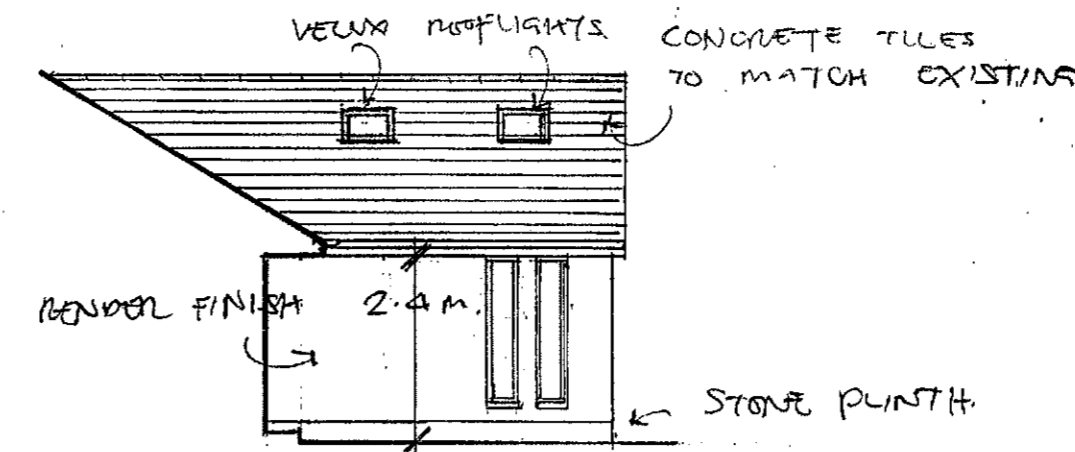 VELUX ROOFLIGHTS
CONCRETE TILES
TO MATCH EXISTING
RENDER FINISH
2.4 M.
STONE PLINTH.